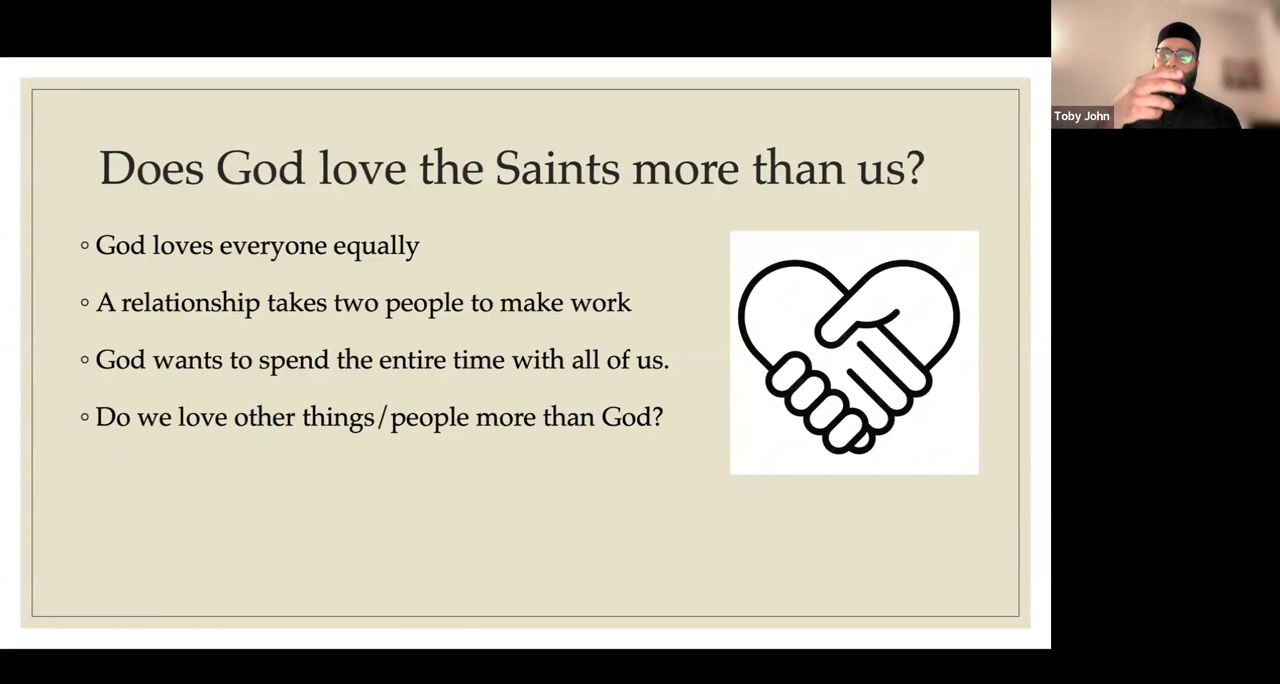 Does God love the Saints more than us?
◦ God loves everyone equally
◦ A relationship takes two people to make work
◦ God wants to spend the entire time with all of us.
◦ Do we love other things/people more than God?
Toby John